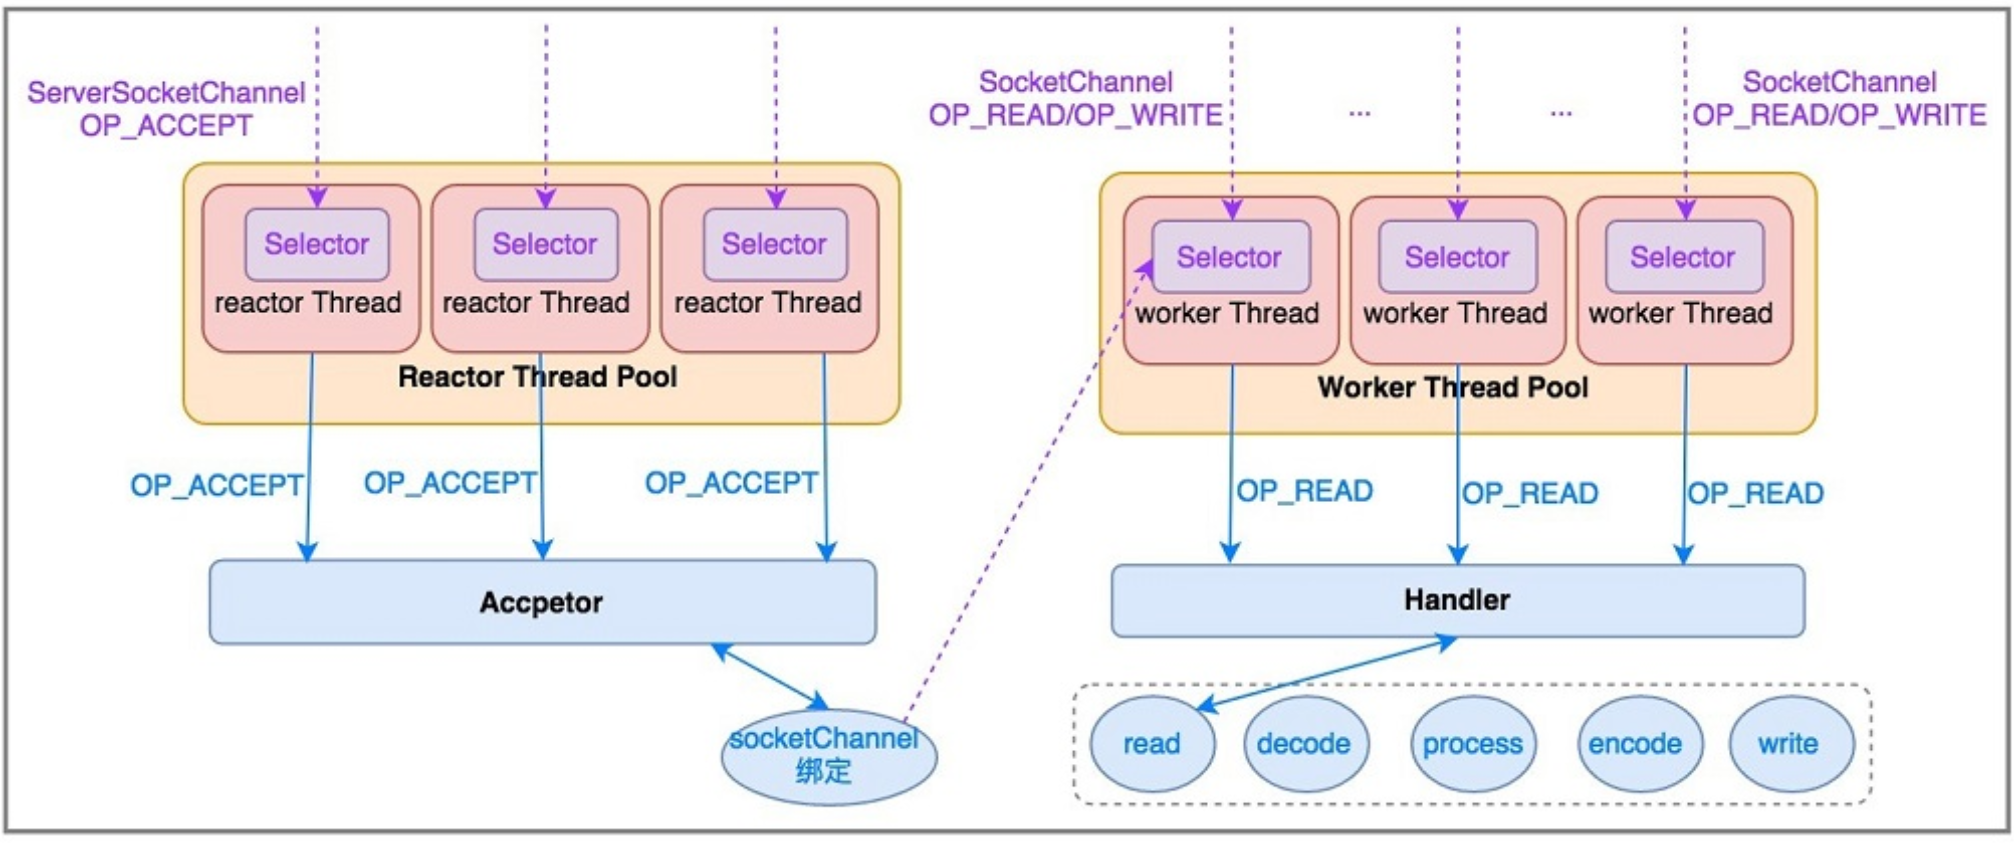 ServerSocketChannel
OP_ACCEPT
SocketChannel
OP_READ/OP_WRITE
...
...
SocketChannel
OP_READ/OP_WRITE
Selector
Selector
Selector
reactor Thread
reactor Thread
reactor Thread
Reactor Thread Pool
Selector
Selector
Selector
worker Thread
worker Thread
worker Thread
Worker Thread Pool
OP_ACCEPT
OP_ACCEPT
OP_ACCEPT
OP_READ
OP_READ
OP_READ
Accpetor
Handler
socketChannel
绑定
read
decode
process
encode
write